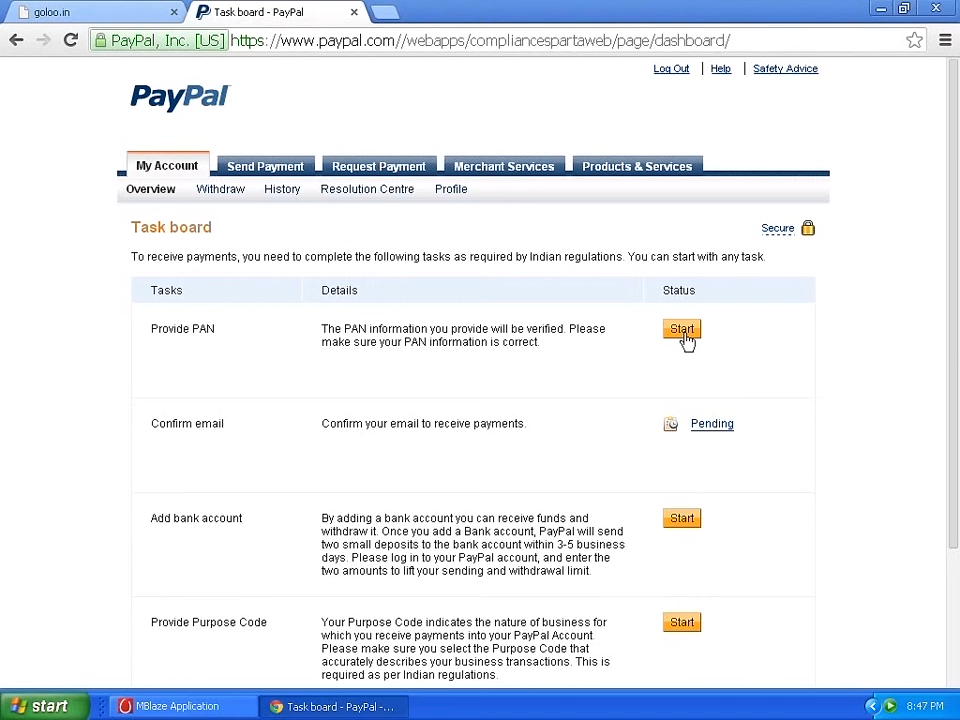 goloo.in
Task board - PayPal
PayPal, Inc. [US] https://www.paypal.com//webapps/compliancespartaweb/page/dashboard/
Log Out | Help | Safety Advice
PayPal
My Account Send Payment Request Payment Merchant Services Products & Services
Overview Withdraw History Resolution Centre Profile
Task board
Secure
To receive payments, you need to complete the following tasks as required by Indian regulations. You can start with any task.
Tasks Details Status
Provide PAN
The PAN information you provide will be verified. Please
make sure your PAN information is correct.
Start
Confirm email
Confirm your email to receive payments.
Pending
Add bank account
By adding a bank account you can receive funds and
withdraw it. Once you add a Bank account, PayPal will send
two small deposits to the bank account within 3-5 business
days. Please log in to your PayPal account, and enter the
two amounts to lift your sending and withdrawal limit.
Start
Provide Purpose Code
Your Purpose Code indicates the nature of business for
which you receive payments into your PayPal Account.
Please make sure you select the Purpose Code that
accurately describes your business transactions. This is
required as per Indian regulations.
Start
start
MBlaze Application
Task board - PayPal -...
8:47 PM